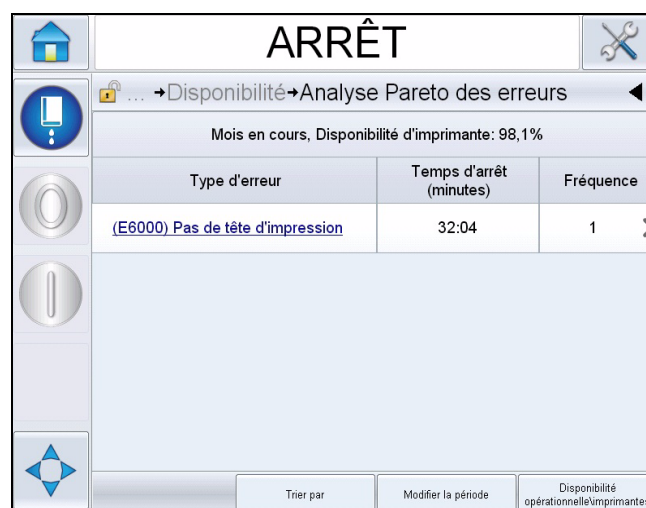 ARRÊT
... →Disponibilité→Analyse Pareto des erreurs
Mois en cours, Disponibilité d'imprimante: 98,1%
Type d'erreur
Temps d'arrêt
(minutes)
Fréquence
(E6000) Pas de tête d'impression
32:04
1
Trier par
Modifier la période
Disponibilité
opérationnelle\imprimantes